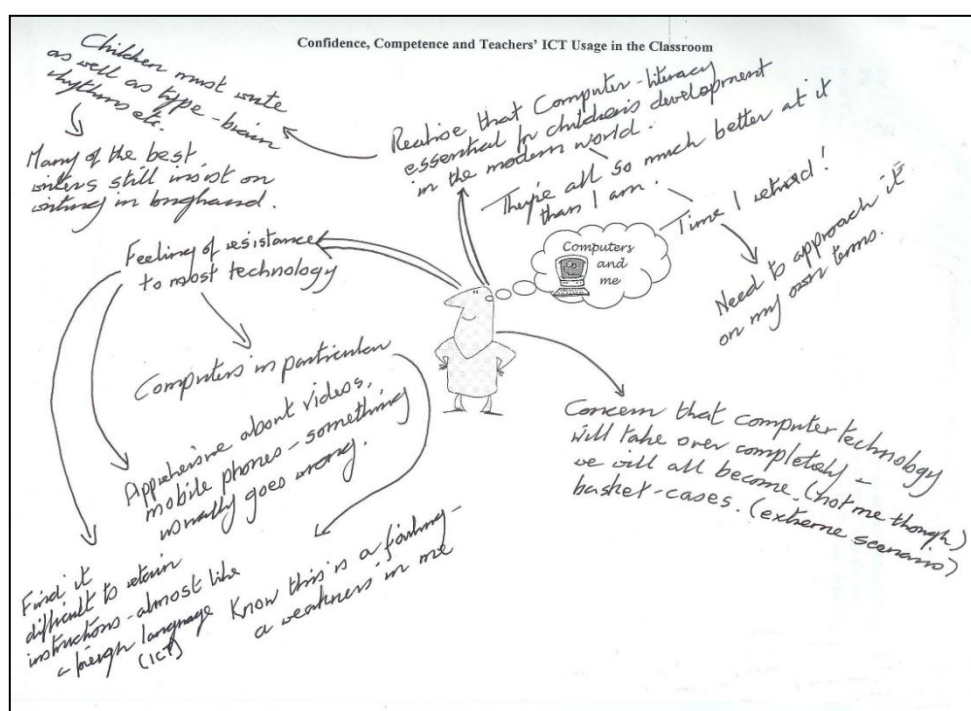 Confidence, Competence and Teachers' ICT Usage in the Classroom
Children must write
as well as type - brain
rhythms etc.
Many of the best
writers still insist on
writing in longhand.
Realise that Computer-literacy
essential for children's development
in the modern world.
They're all so much better at it
than I am.
Time I retired!
Need to approach it
on my own terms.
Computers
and
me
Feeling of resistance
to most technology
Computers in particular
Apprehensive about videos,
mobile phones - something
usually goes wrong.
Find it
difficult to retain
instructions - almost like
a foreign language
(ICT)
Know this is a failing -
a weakness in me
Concern that computer technology
will take over completely -
we will all become (not me though)
basket-cases. (extreme scenario)